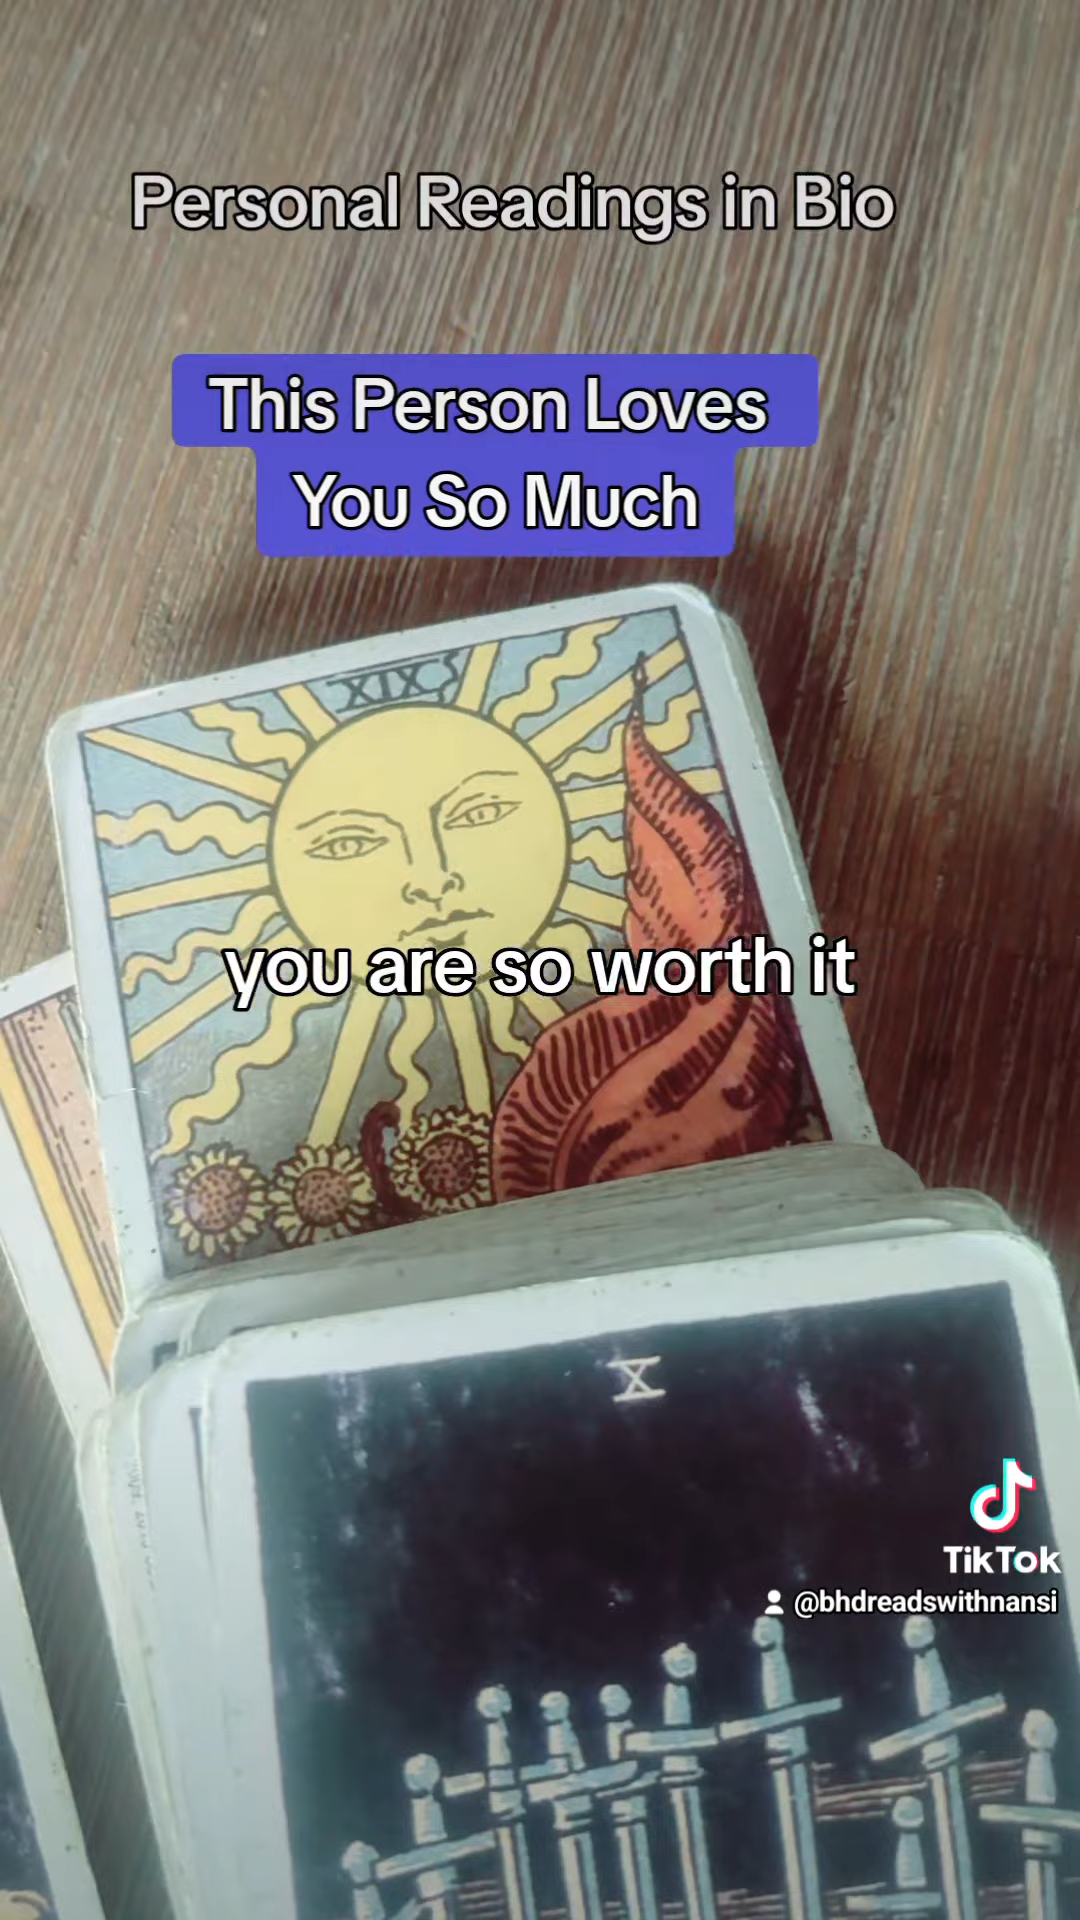 Personal Readings in Bio
This Person Loves
You So Much
XIX
you are so worth it
X
TikTok
@bhdreadswithnansi